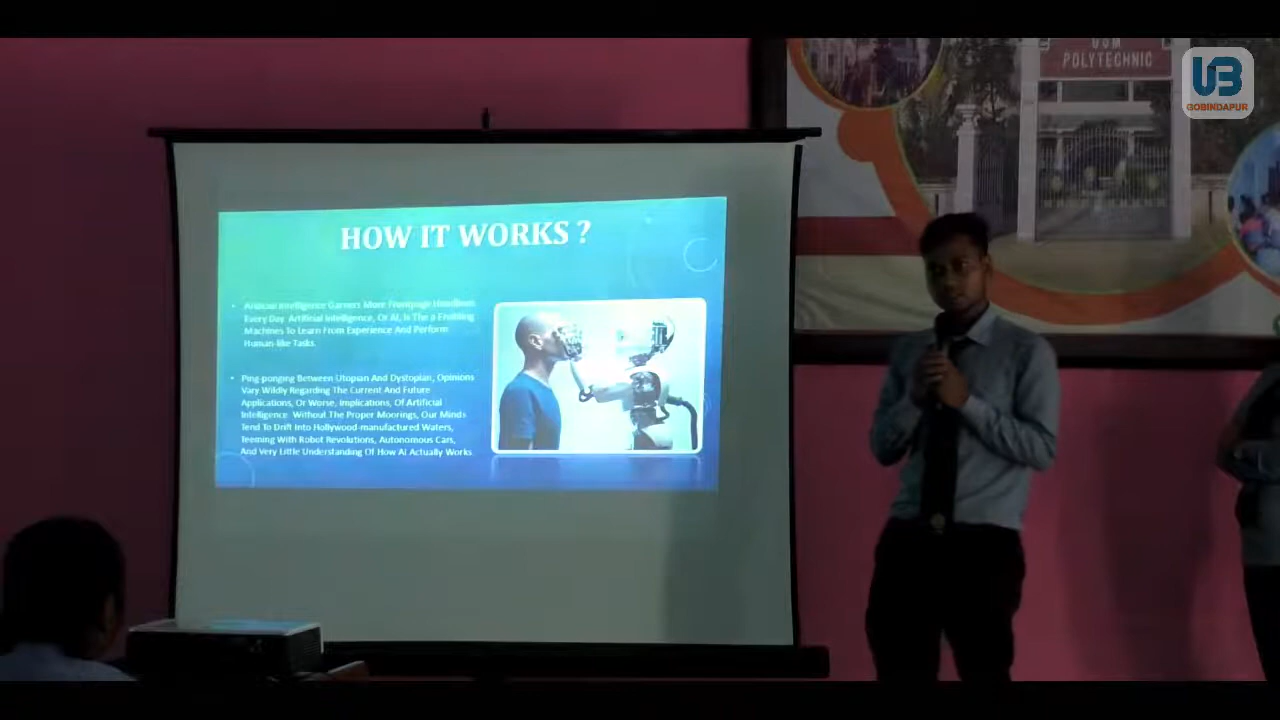 POLYTECHNIC
UB
GOBINDAPUR
HOW IT WORKS ?
• Artificial Intelligence Garners More Frontpage Headlines
Every Day. Artificial Intelligence, Or AI, Is The a Enabling
Machines To Learn From Experience And Perform
Human-like Tasks.
• Ping-ponging Between Utopian And Dystopian, Opinions
Vary Wildly Regarding The Current And Future
Applications, Or Worse, Implications, Of Artificial
Intelligence. Without The Proper Moorings, Our Minds
Tend To Drift Into Hollywood-manufactured Waters,
Teeming With Robot Revolutions, Autonomous Cars,
And Very Little Understanding Of How AI Actually Works.